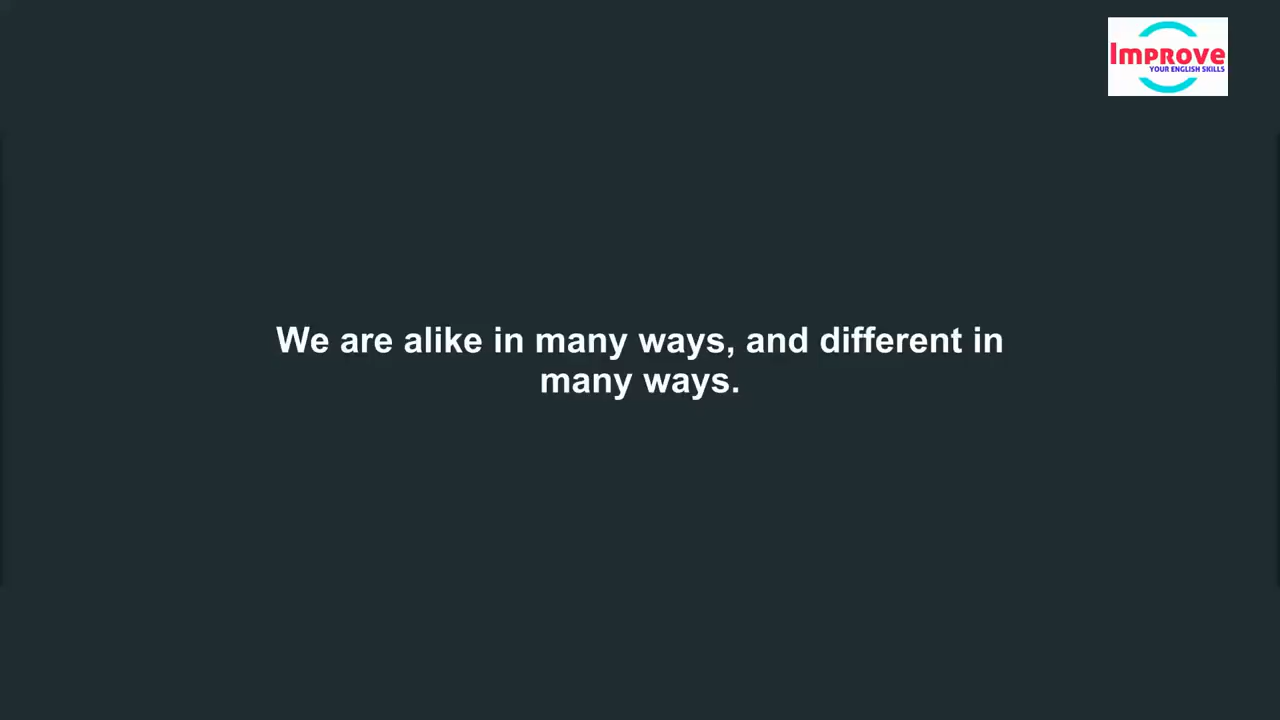 Improve
YOUR ENGLISH SKILLS
We are alike in many ways, and different in
many ways.